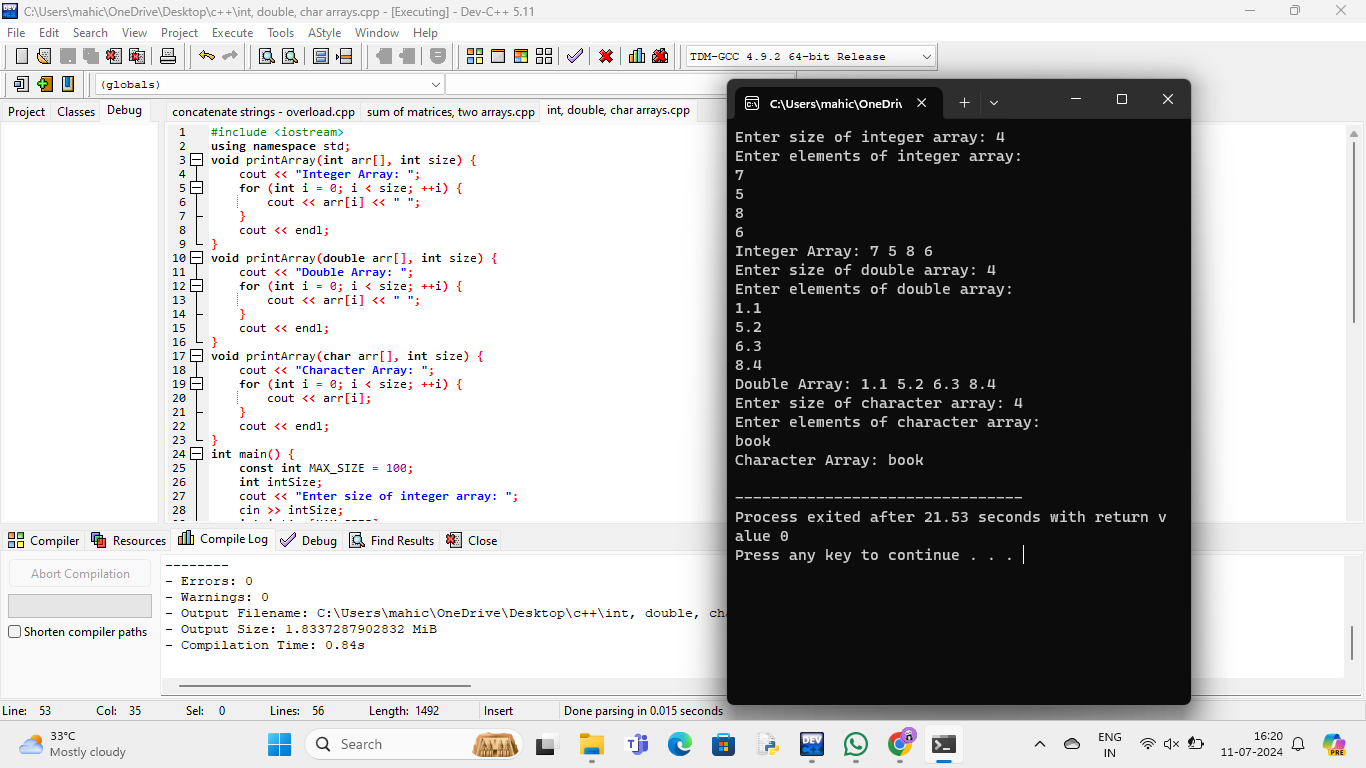 C:\Users\mahic\OneDrive\Desktop\c++\int, double, char arrays.cpp - [Executing] - Dev-C++ 5.11
File Edit Search View Project Execute Tools AStyle Window Help
TDM-GCC 4.9.2 64-bit Release
(globals)
Project Classes Debug
concatenate strings - overload.cpp sum of matrices, two arrays.cpp int, double, char arrays.cpp
1 #include <iostream>
2 using namespace std;
3 void printArray(int arr[], int size) {
4 cout << "Integer Array: ";
5 for (int i = 0; i < size; ++i) {
6 cout << arr[i] << " ";
7 }
8 cout << endl;
9 }
10 void printArray(double arr[], int size) {
11 cout << "Double Array: ";
12 for (int i = 0; i < size; ++i) {
13 cout << arr[i] << " ";
14 }
15 cout << endl;
16 }
17 void printArray(char arr[], int size) {
18 cout << "Character Array: ";
19 for (int i = 0; i < size; ++i) {
20 cout << arr[i];
21 }
22 cout << endl;
23 }
24 int main() {
25 const int MAX_SIZE = 100;
26 int intSize;
27 cout << "Enter size of integer array: ";
28 cin >> intSize;
C:\Users\mahic\OneDri
Enter size of integer array: 4
Enter elements of integer array:
7
5
8
6
Integer Array: 7 5 8 6
Enter size of double array: 4
Enter elements of double array:
1.1
5.2
6.3
8.4
Double Array: 1.1 5.2 6.3 8.4
Enter size of character array: 4
Enter elements of character array:
book
Character Array: book
--------------------------------
Process exited after 21.53 seconds with return v
alue 0
Press any key to continue . . .
Compiler Resources Compile Log Debug Find Results Close
Abort Compilation
Shorten compiler paths
--------
- Errors: 0
- Warnings: 0
- Output Filename: C:\Users\mahic\OneDrive\Desktop\c++\int, double, ch
- Output Size: 1.8337287902832 MiB
- Compilation Time: 0.84s
Line: 53 Col: 35 Sel: 0 Lines: 56 Length: 1492 Insert Done parsing in 0.015 seconds
33°C
Mostly cloudy
Search
DEV
PRE
ENG
IN
16:20
11-07-2024